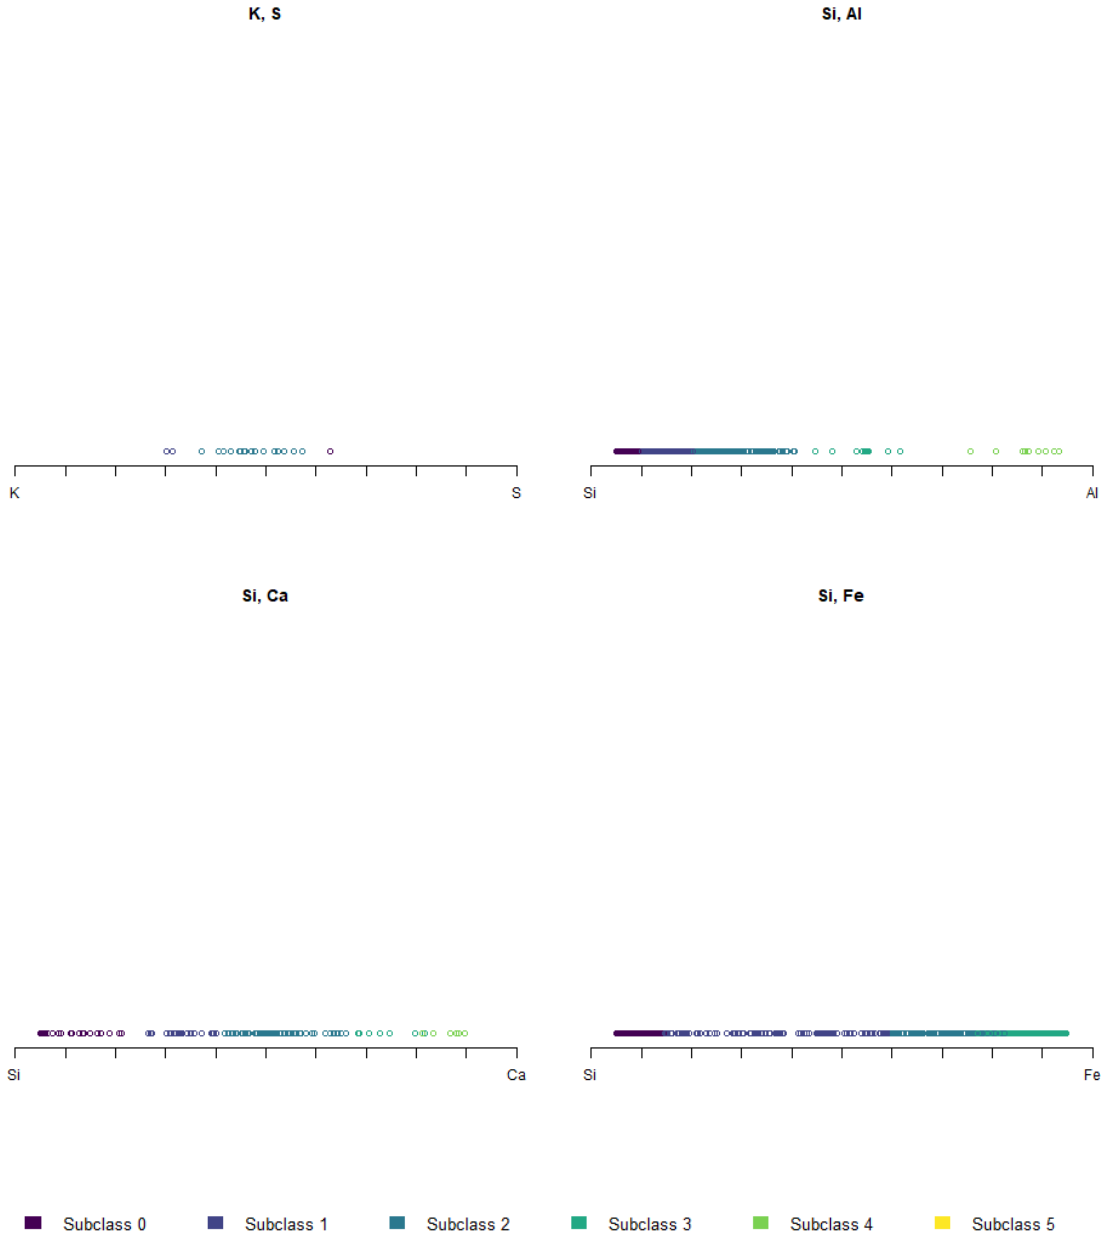 K, S
Si, Al
K
S
Si
Al
Si, Ca
Si, Fe
Si
Ca
Si
Fe
Subclass 0
Subclass 1
Subclass 2
Subclass 3
Subclass 4
Subclass 5